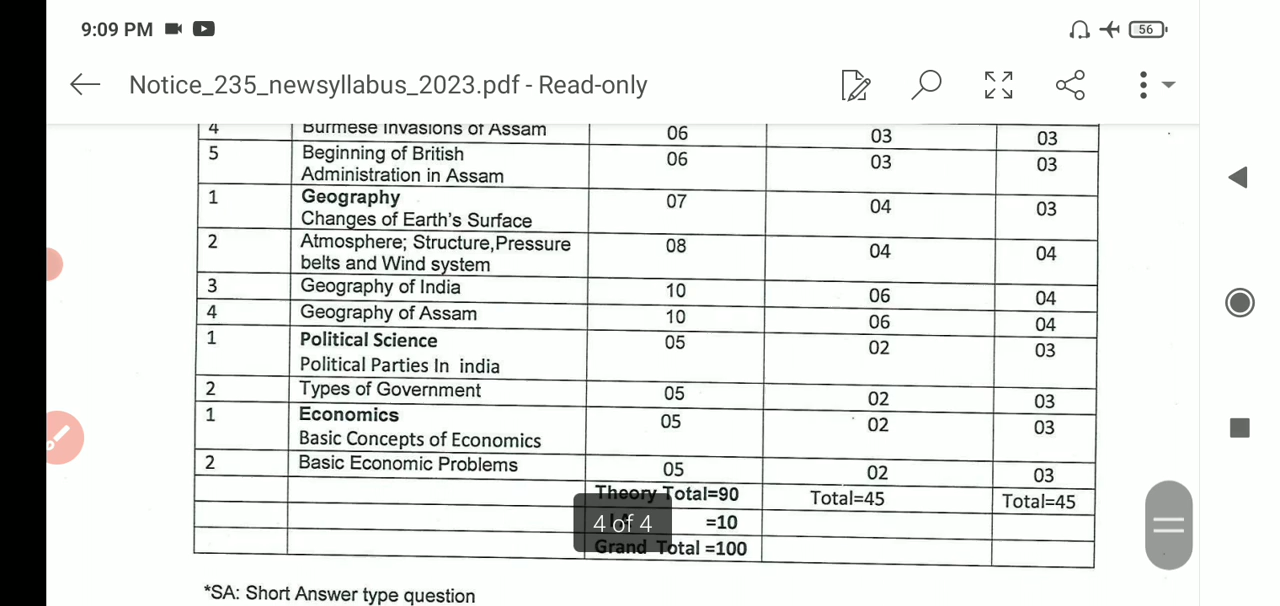 9:09 PM 56
Notice_235_newsyllabus_2023.pdf - Read-only
4 Burmese Invasions of Assam 06 03 03
5 Beginning of British 06 03 03
Administration in Assam
1 Geography 07 04 03
Changes of Earth's Surface
2 Atmosphere; Structure,Pressure 08 04 04
belts and Wind system
3 Geography of India 10 06 04
4 Geography of Assam 10 06 04
1 Political Science 05 02 03
Political Parties In india
2 Types of Government 05 02 03
1 Economics 05 02 03
Basic Concepts of Economics
2 Basic Economic Problems 05 02 03
Theory Total=90 Total=45 Total=45
4 of 4 =10
Grand Total =100
*SA: Short Answer type question